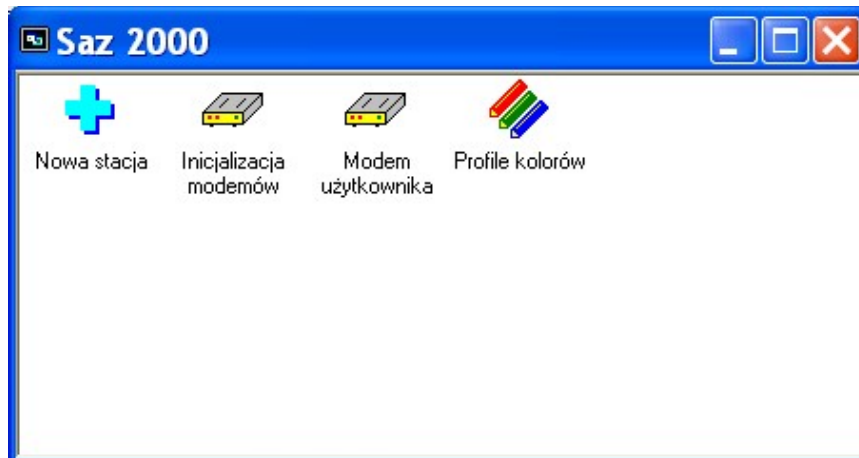 Saz 2000
Nowa stacja
Inicjalizacja
modemów
Modem
użytkownika
Profile kolorów